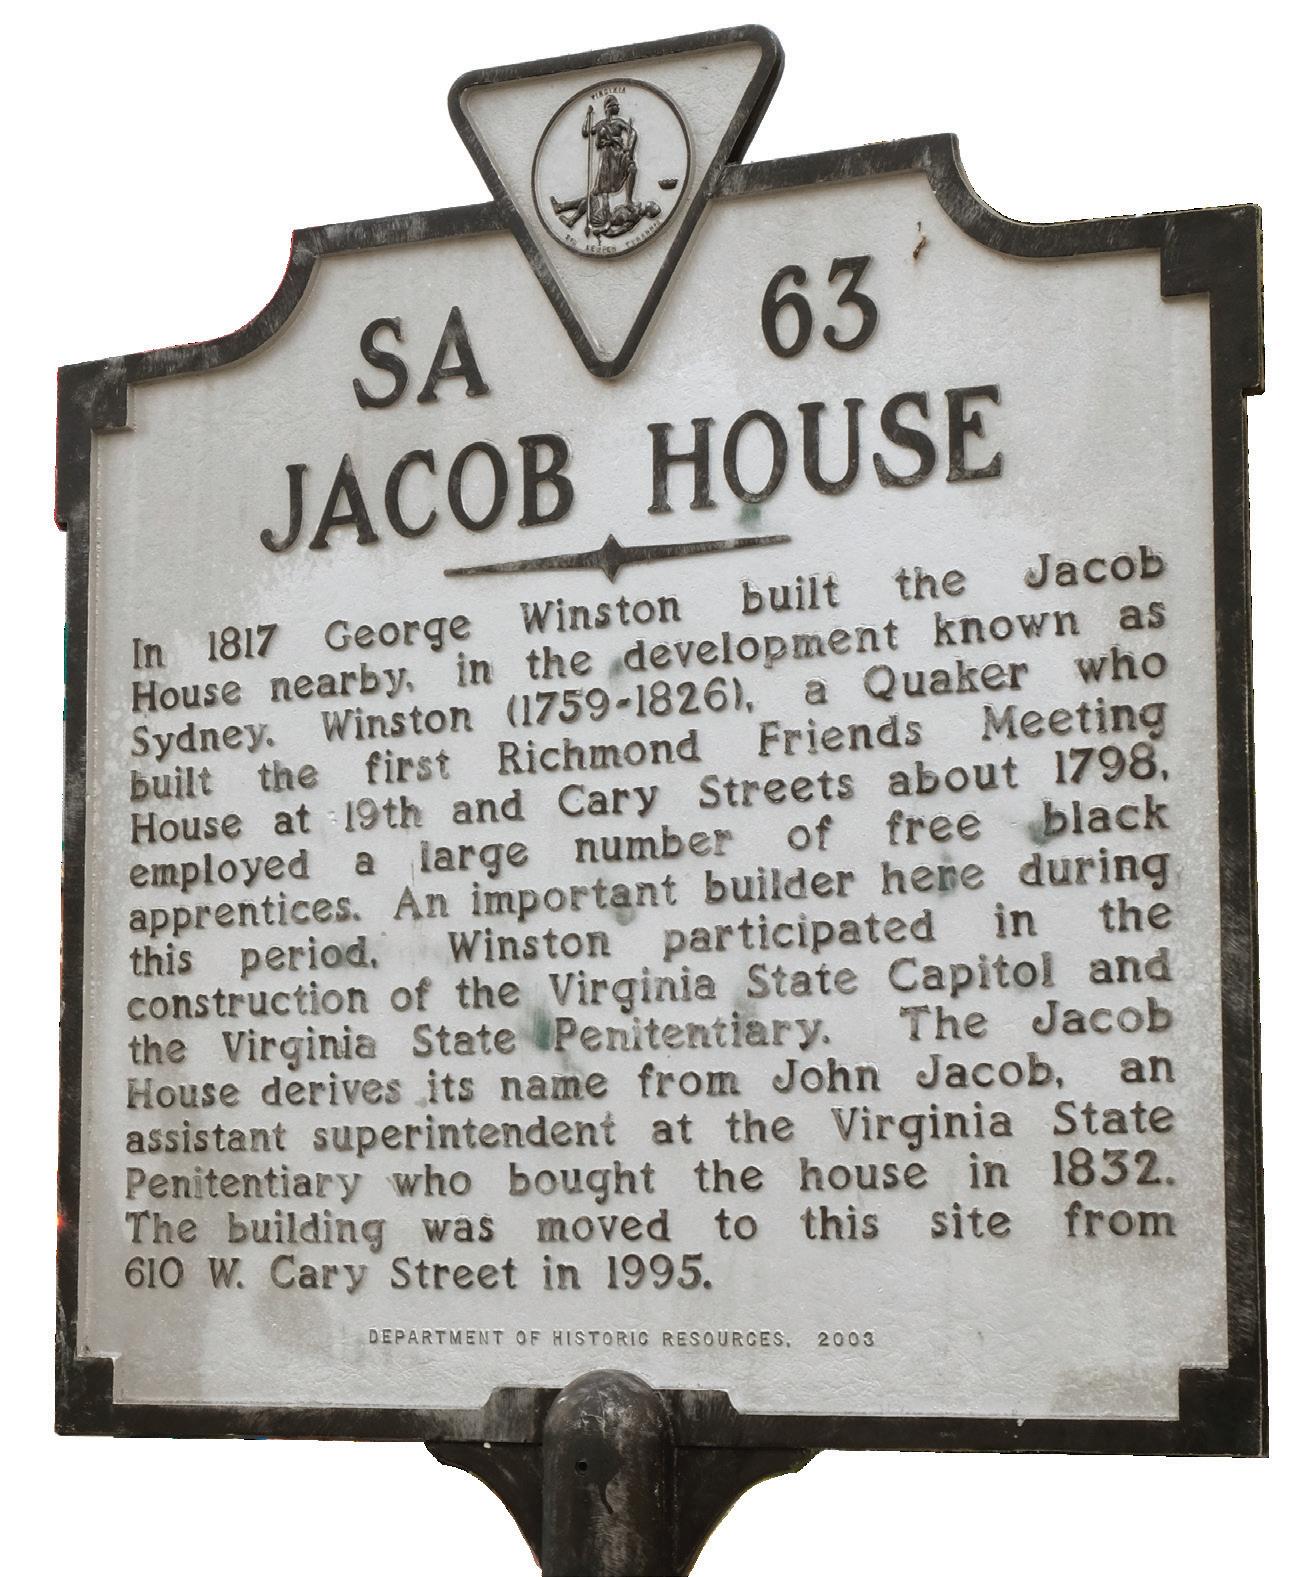 VIRGINIA
SIC SEMPER TYRANNIS
SA 63
JACOB HOUSE
In 1817 George Winston built the Jacob
House nearby, in the development known as
Sydney. Winston (1759-1826), a Quaker who
built the first Richmond Friends Meeting
House at 19th and Cary Streets about 1798,
employed a large number of free black
apprentices. An important builder here during
this period, Winston participated in the
construction of the Virginia State Capitol and
the Virginia State Penitentiary. The Jacob
House derives its name from John Jacob, an
assistant superintendent at the Virginia State
Penitentiary who bought the house in 1832.
The building was moved to this site from
610 W. Cary Street in 1995.
DEPARTMENT OF HISTORIC RESOURCES, 2003